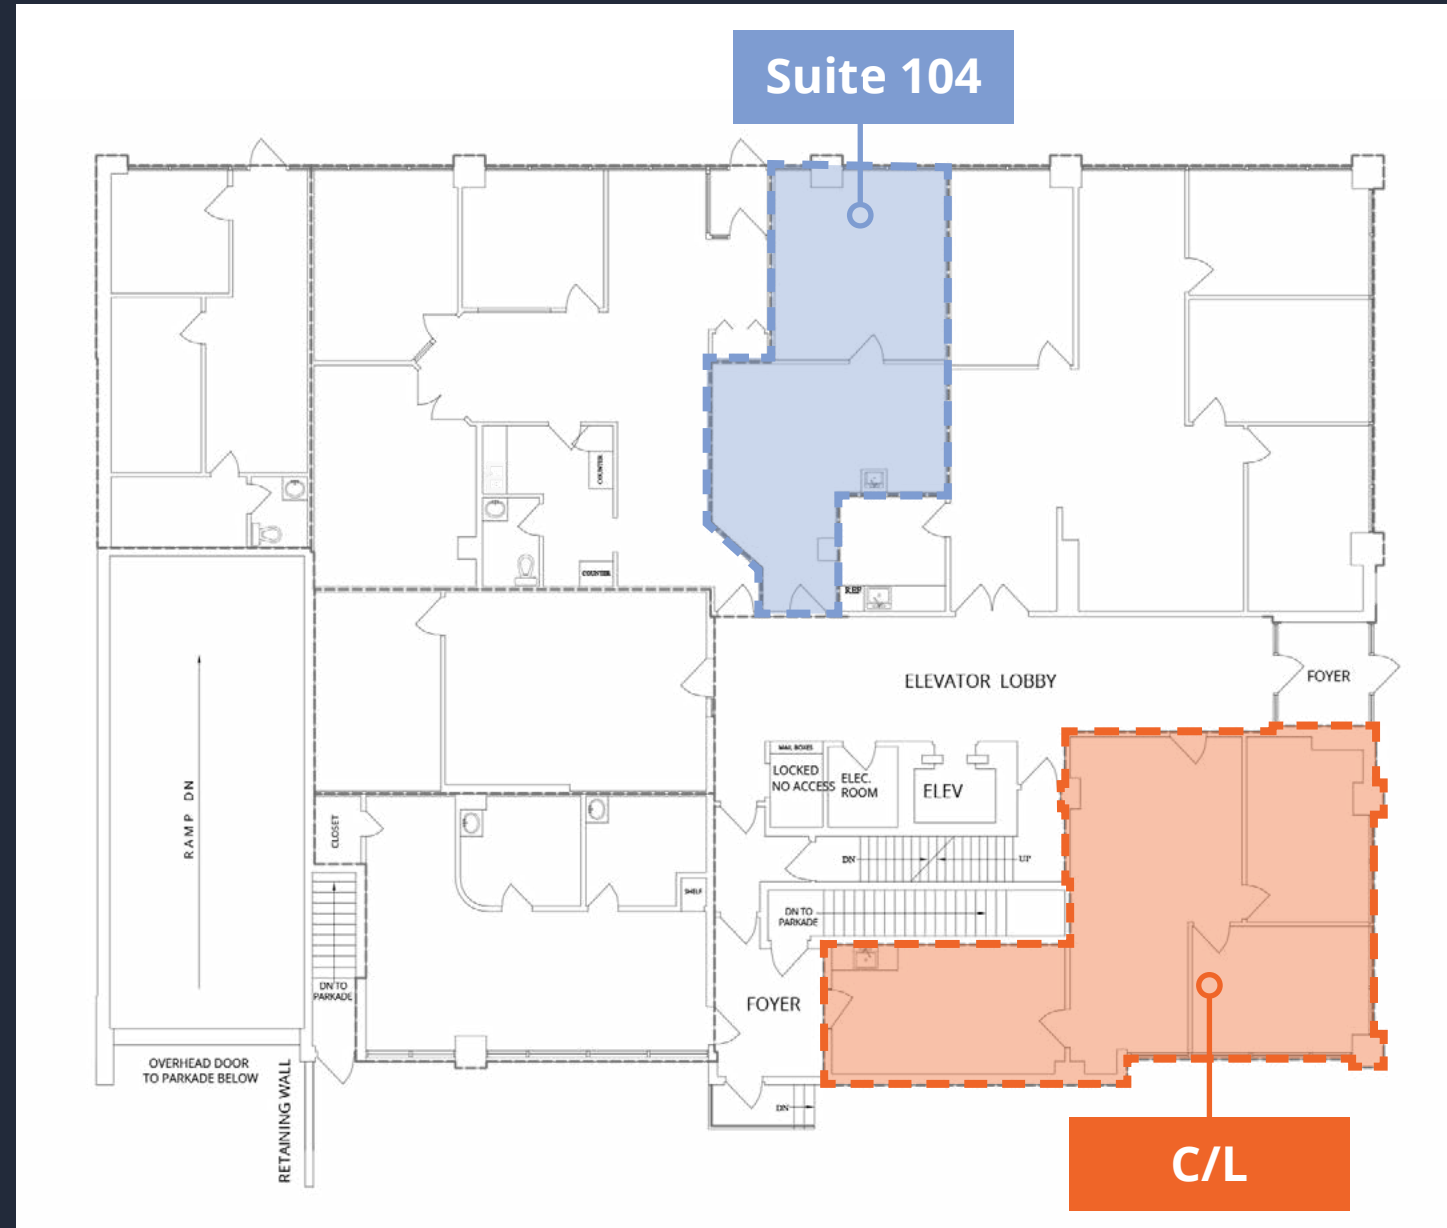 Suite 104
COUNTER
COUNTER
REF
ELEVATOR LOBBY
FOYER
MAIL BOXES
LOCKED
NO ACCESS
ELEC.
ROOM
ELEV
RAMP DN
CLOSET
DN
UP
SHELF
DN TO
PARKADE
DN TO
PARKADE
FOYER
OVERHEAD DOOR
TO PARKADE BELOW
RETAINING WALL
DN
C/L